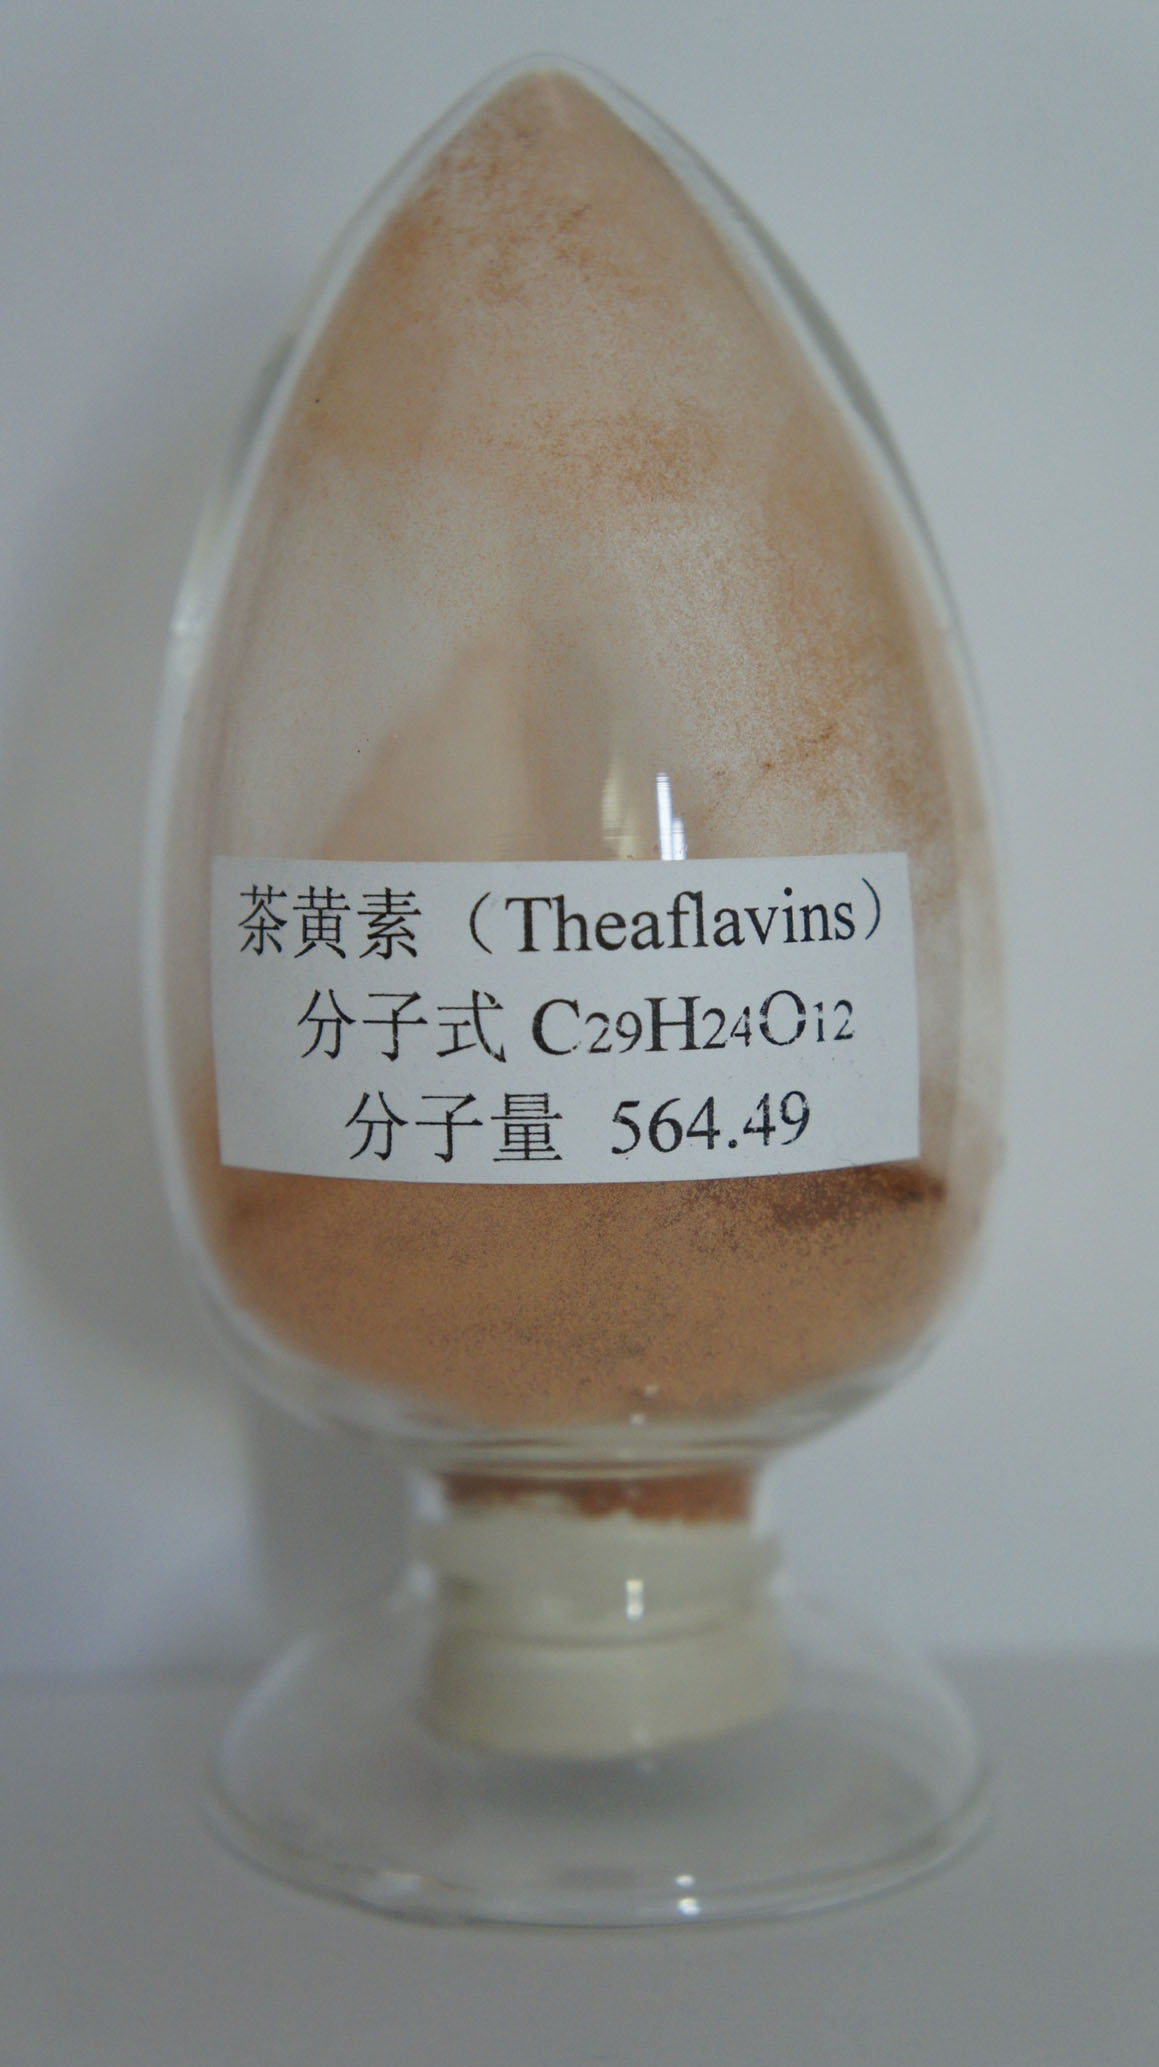 茶黄素（Theaflavins）
分子式 C29H24O12
分子量 564.49